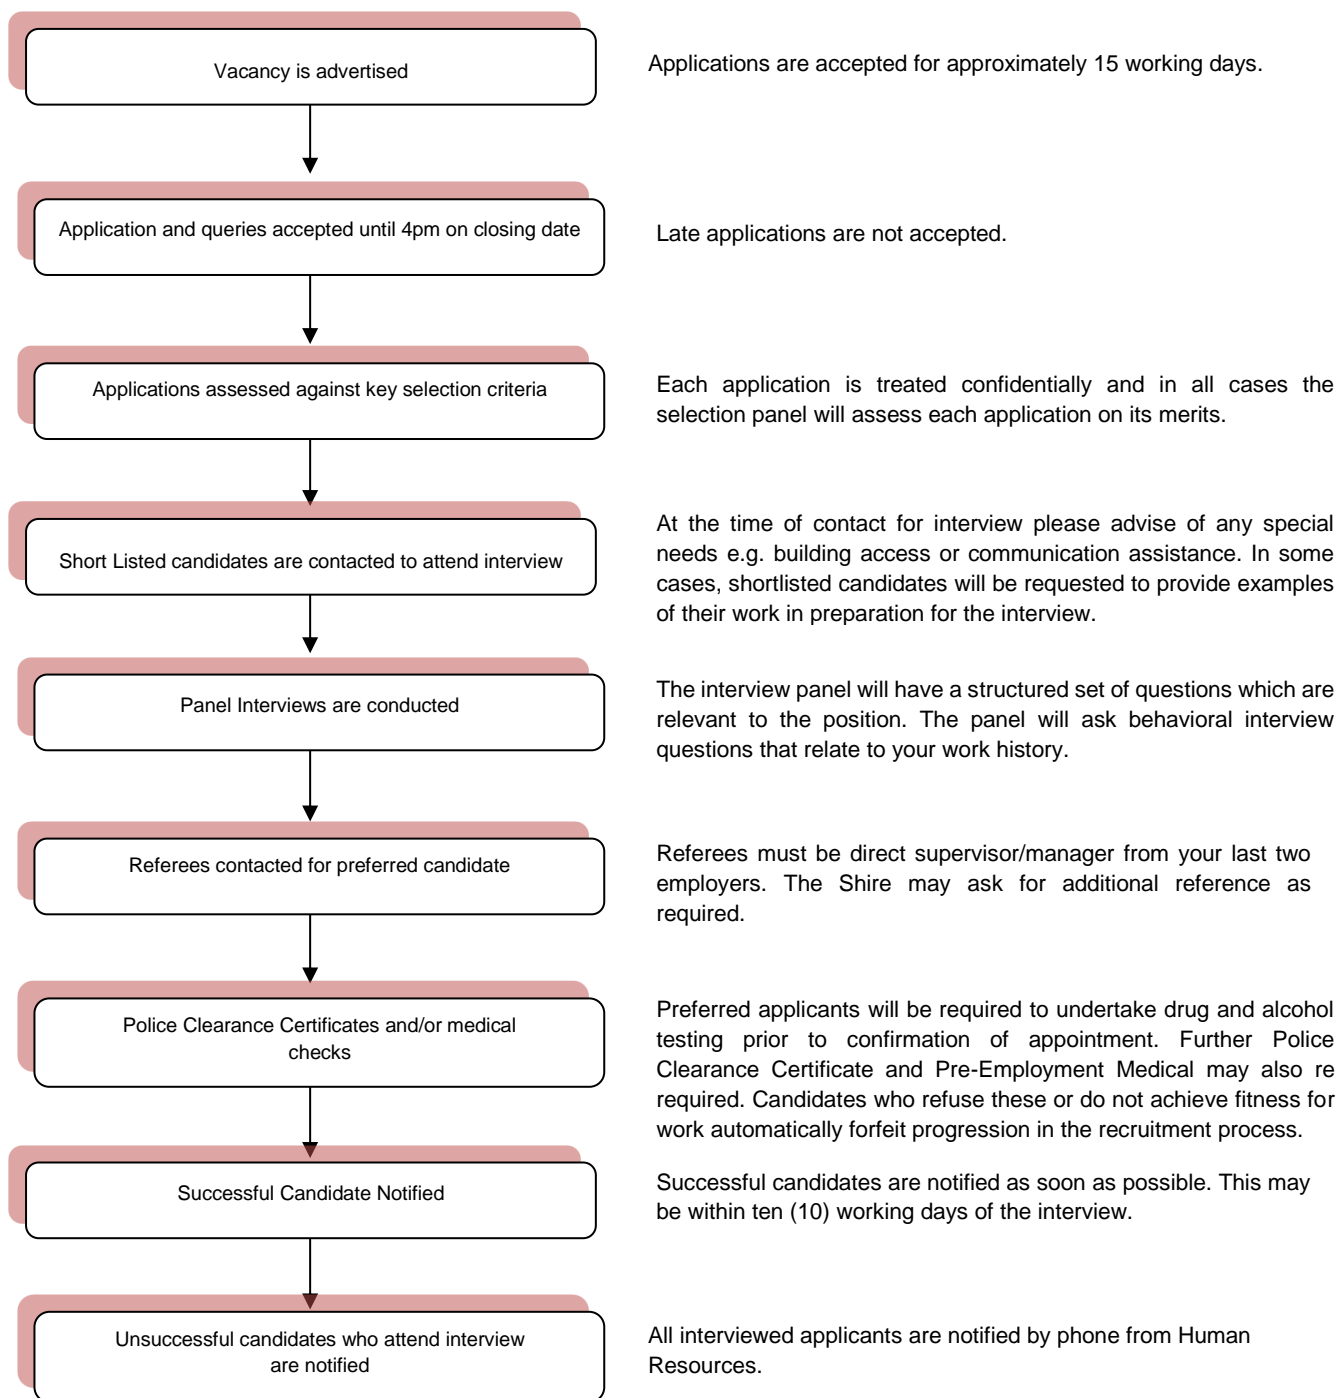 Vacancy is advertised
Applications are accepted for approximately 15 working days.
Application and queries accepted until 4pm on closing date
Late applications are not accepted.
Applications assessed against key selection criteria
Each application is treated confidentially and in all cases the
selection panel will assess each application on its merits.
Short Listed candidates are contacted to attend interview
At the time of contact for interview please advise of any special
needs e.g. building access or communication assistance. In some
cases, shortlisted candidates will be requested to provide examples
of their work in preparation for the interview.
Panel Interviews are conducted
The interview panel will have a structured set of questions which are
relevant to the position. The panel will ask behavioral interview
questions that relate to your work history.
Referees contacted for preferred candidate
Referees must be direct supervisor/manager from your last two
employers. The Shire may ask for additional reference as
required.
Police Clearance Certificates and/or medical
checks
Preferred applicants will be required to undertake drug and alcohol
testing prior to confirmation of appointment. Further Police
Clearance Certificate and Pre-Employment Medical may also re
required. Candidates who refuse these or do not achieve fitness for
work automatically forfeit progression in the recruitment process.
Successful Candidate Notified
Successful candidates are notified as soon as possible. This may
be within ten (10) working days of the interview.
Unsuccessful candidates who attend interview
are notified
All interviewed applicants are notified by phone from Human
Resources.